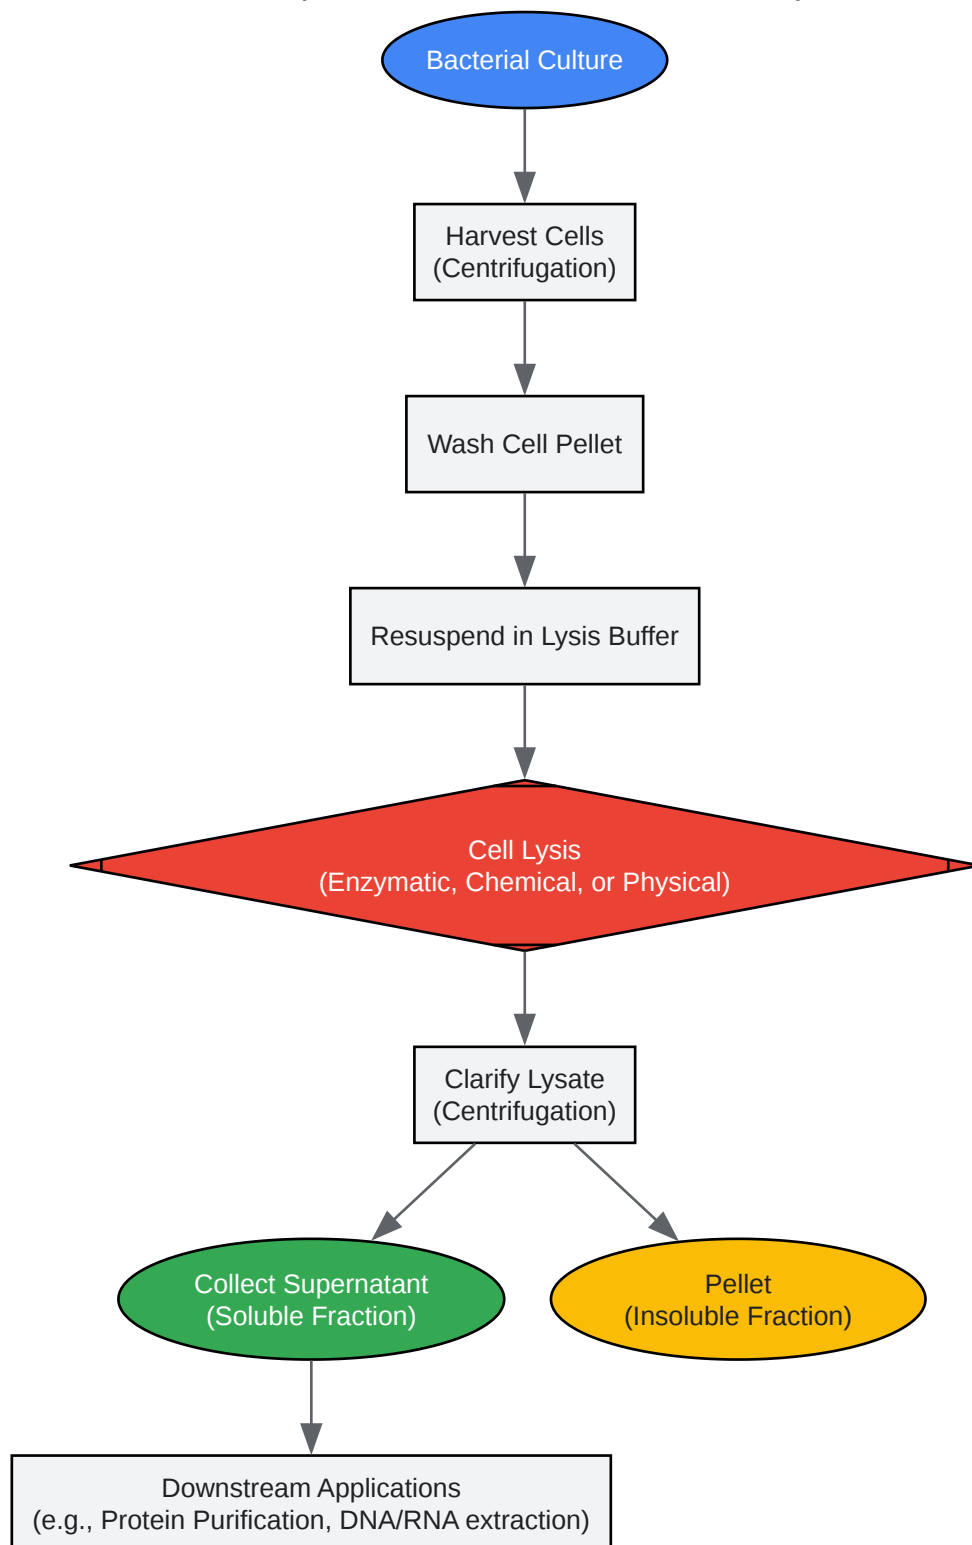 Bacterial Culture
Harvest Cells
(Centrifugation)
Wash Cell Pellet
Resuspend in Lysis Buffer
Cell Lysis
(Enzymatic, Chemical, or Physical)
Clarify Lysate
(Centrifugation)
Collect Supernatant
(Soluble Fraction)
Pellet
(Insoluble Fraction)
Downstream Applications
(e.g., Protein Purification, DNA/RNA extraction)